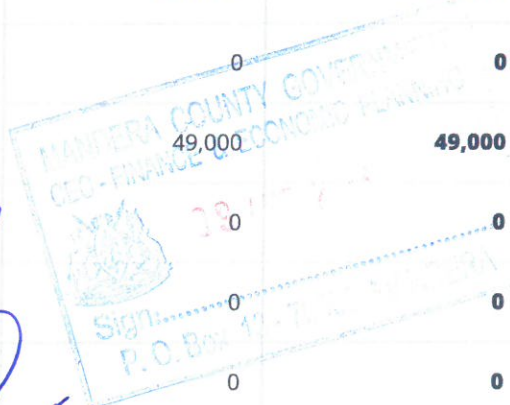 0 0
MANDERA COUNTY GOVERNMENT
49,000 49,000
CEO - FINANCE & ECONOMIC PLANNING
0 0
Sign:
0 0
P. O. Box
0 0